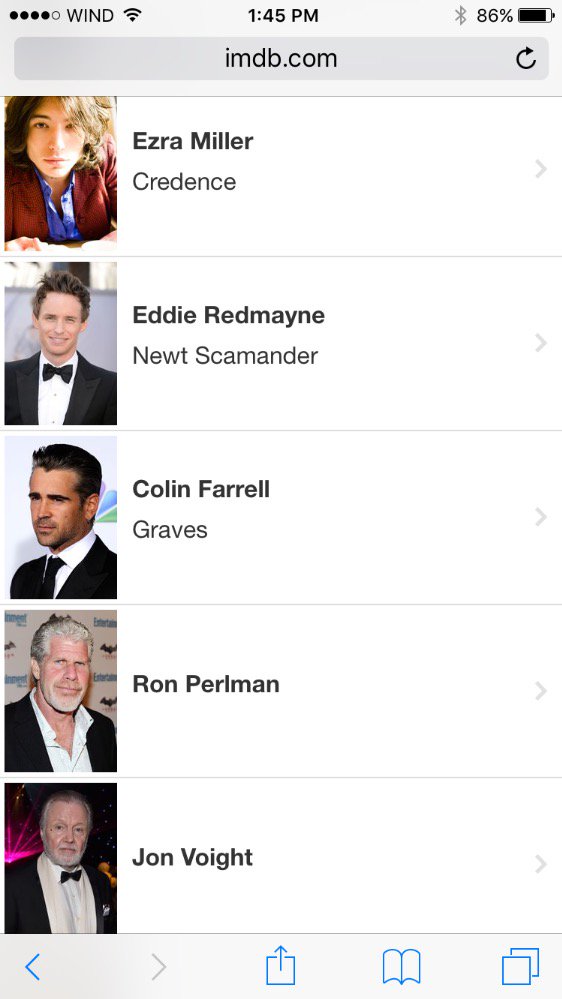 WIND 1:45 PM 86%
imdb.com
Ezra Miller
Credence
Eddie Redmayne
Newt Scamander
Colin Farrell
Graves
Entertainment
Ron Perlman
Jon Voight